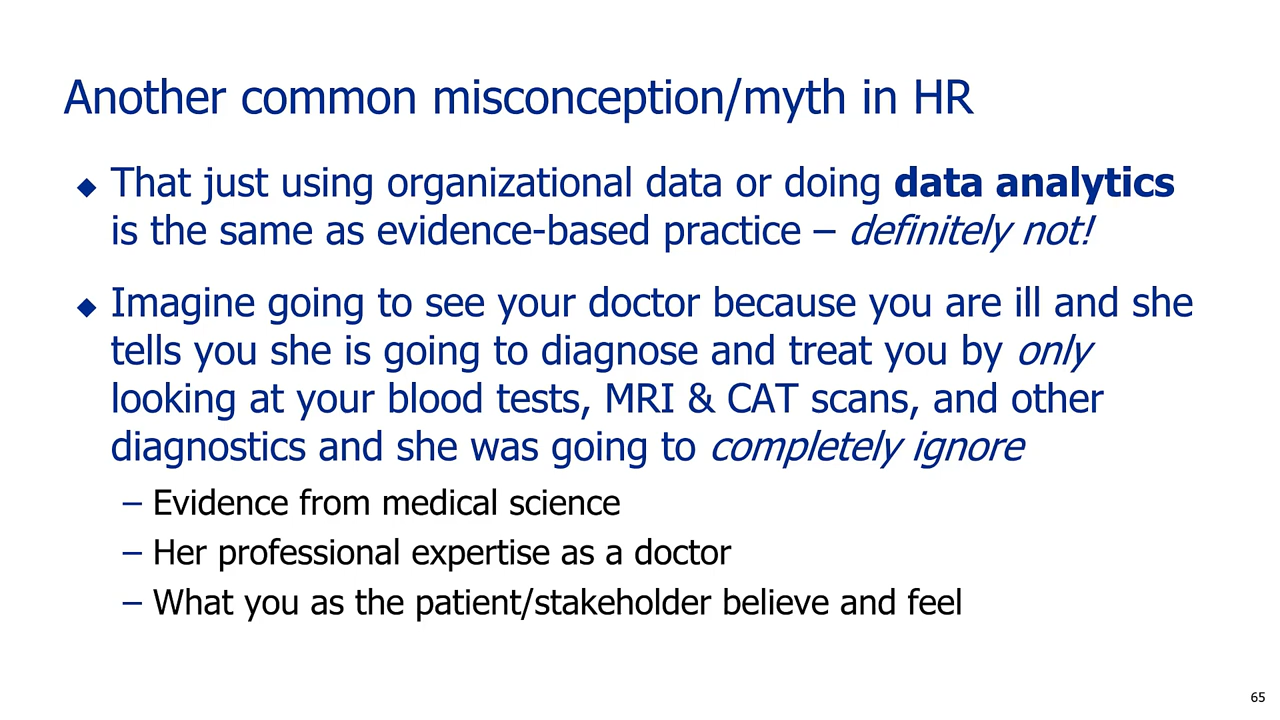 Another common misconception/myth in HR
◆ That just using organizational data or doing data analytics
is the same as evidence-based practice – definitely not!
◆ Imagine going to see your doctor because you are ill and she
tells you she is going to diagnose and treat you by only
looking at your blood tests, MRI & CAT scans, and other
diagnostics and she was going to completely ignore
– Evidence from medical science
– Her professional expertise as a doctor
– What you as the patient/stakeholder believe and feel
65